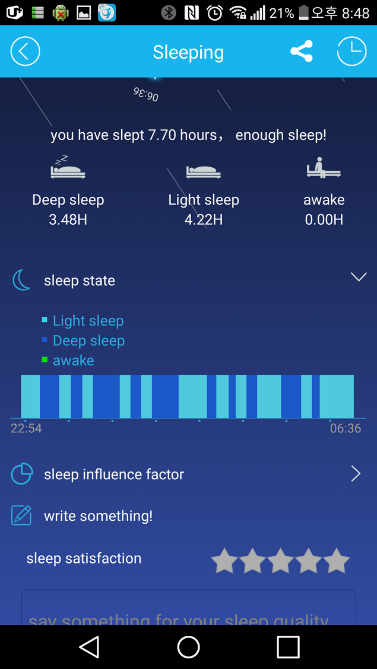 21% 오후 8:48
Sleeping
06:36
you have slept 7.70 hours, enough sleep!
Deep sleep Light sleep awake
3.48H 4.22H 0.00H
sleep state
Light sleep
Deep sleep
awake
22:54 06:36
sleep influence factor
write something!
sleep satisfaction
say something for your sleep quality